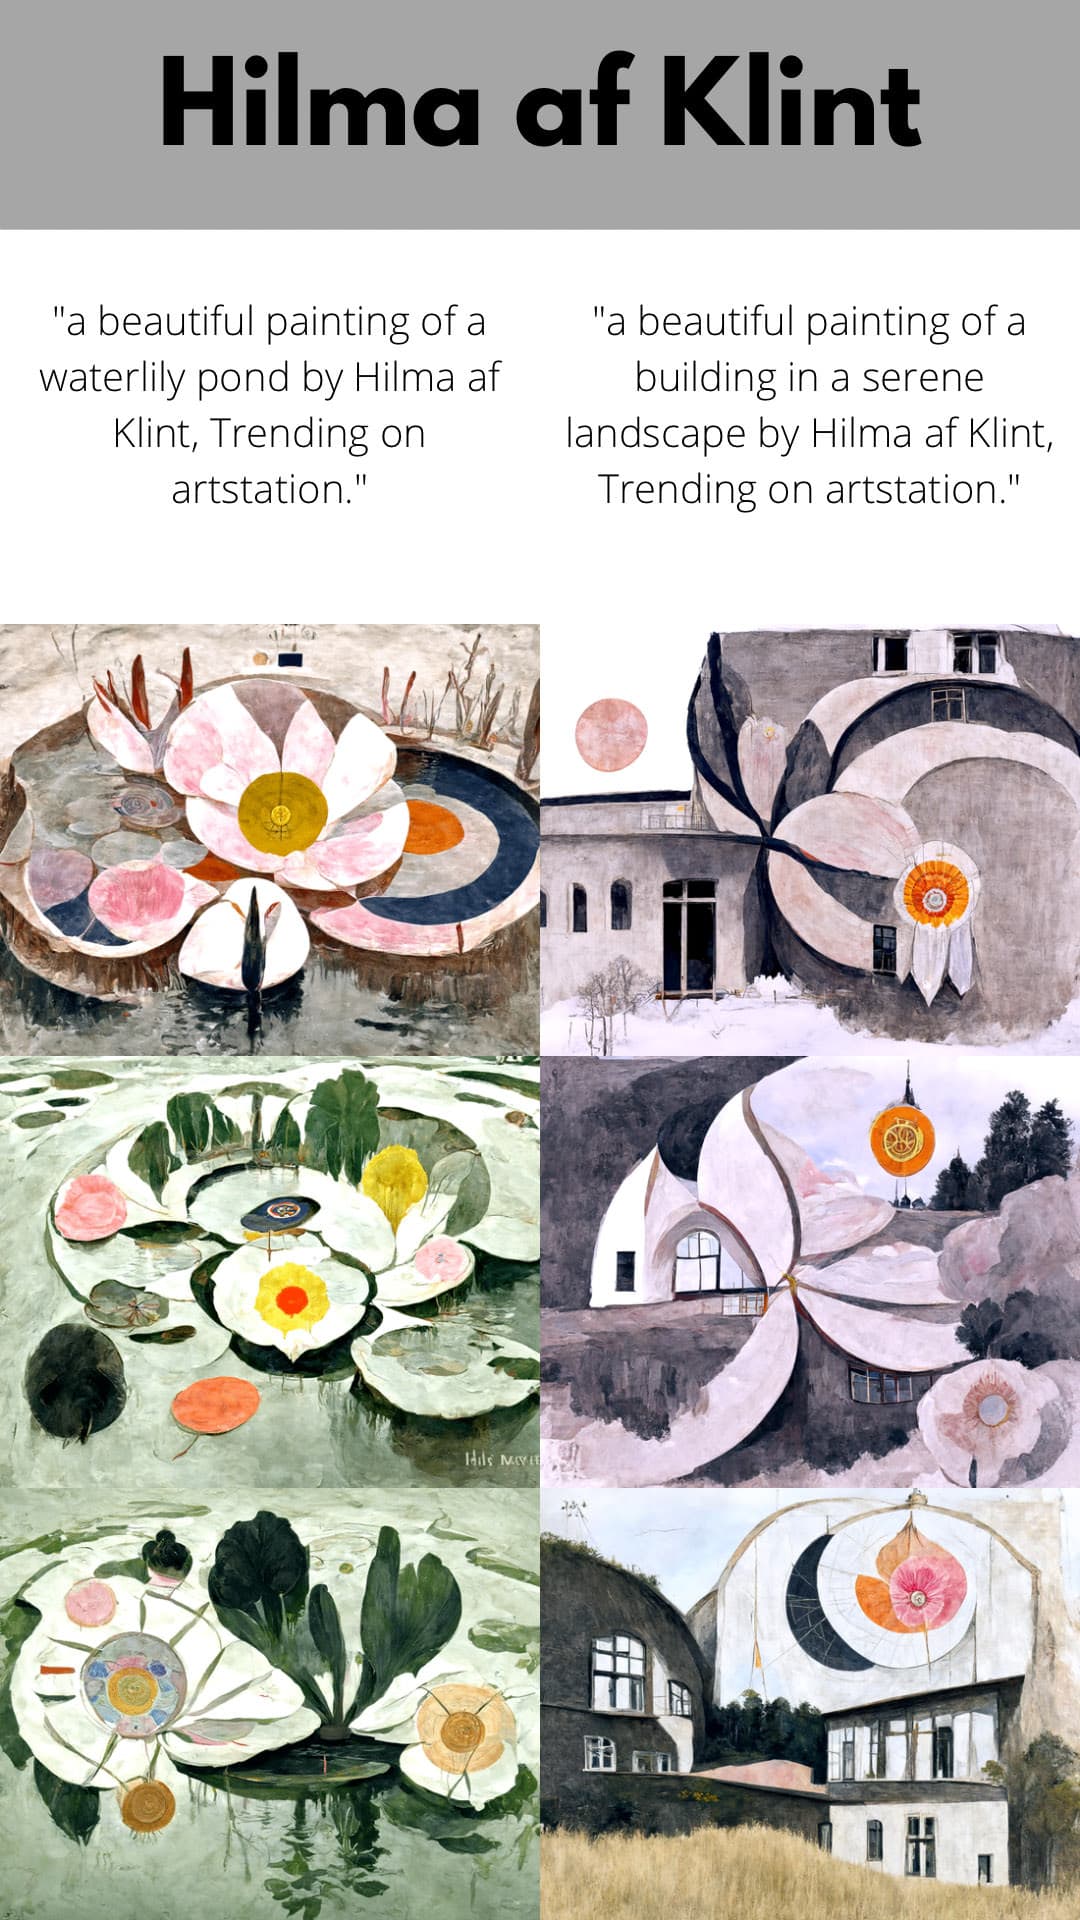 Hilma af Klint
"a beautiful painting of a
waterlily pond by Hilma af
Klint, Trending on
artstation."
"a beautiful painting of a
building in a serene
landscape by Hilma af Klint,
Trending on artstation."